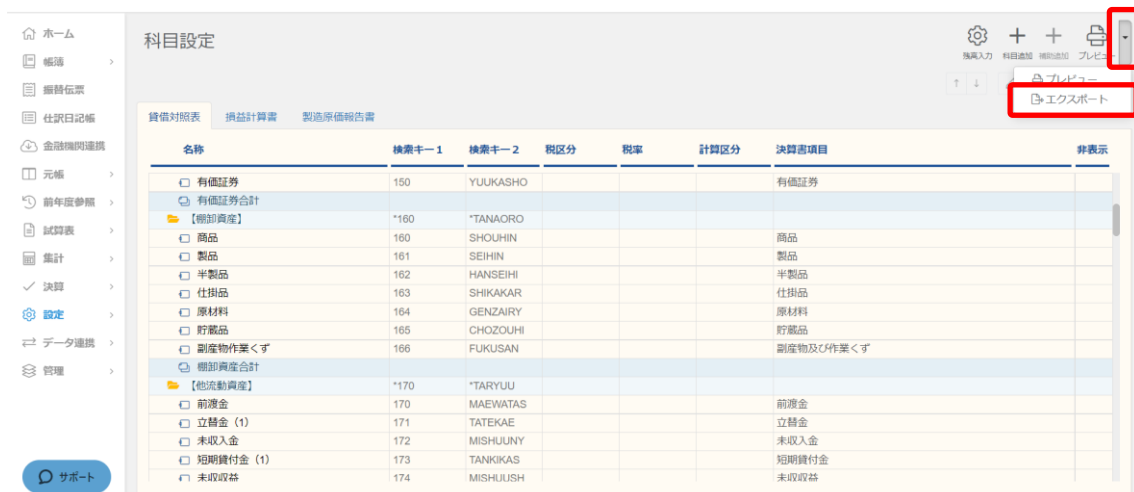 ホーム
帳簿
振替伝票
仕訳日記帳
金融機関連携
元帳
前年度参照
試算表
集計
決算
設定
データ連携
管理
サポート
科目設定
残高入力 科目追加 補助追加 プレビュー
プレビュー
エクスポート
貸借対照表 損益計算書 製造原価報告書
名称 検索キー1 検索キー2 税区分 税率 計算区分 決算書項目 非表示
有価証券 150 YUUKASHO 有価証券
有価証券合計
【棚卸資産】 *160 *TANAORO
商品 160 SHOUHIN 商品
製品 161 SEIHIN 製品
半製品 162 HANSEIHI 半製品
仕掛品 163 SHIKAKAR 仕掛品
原材料 164 GENZAIRY 原材料
貯蔵品 165 CHOZOUHI 貯蔵品
副産物作業くず 166 FUKUSAN 副産物及び作業くず
棚卸資産合計
【他流動資産】 *170 *TARYUU
前渡金 170 MAEWATAS 前渡金
立替金（1） 171 TATEKAE 立替金
未収入金 172 MISHUUNY 未収入金
短期貸付金（1） 173 TANKIKAS 短期貸付金
未収収益 174 MISHUUSH 未収収益